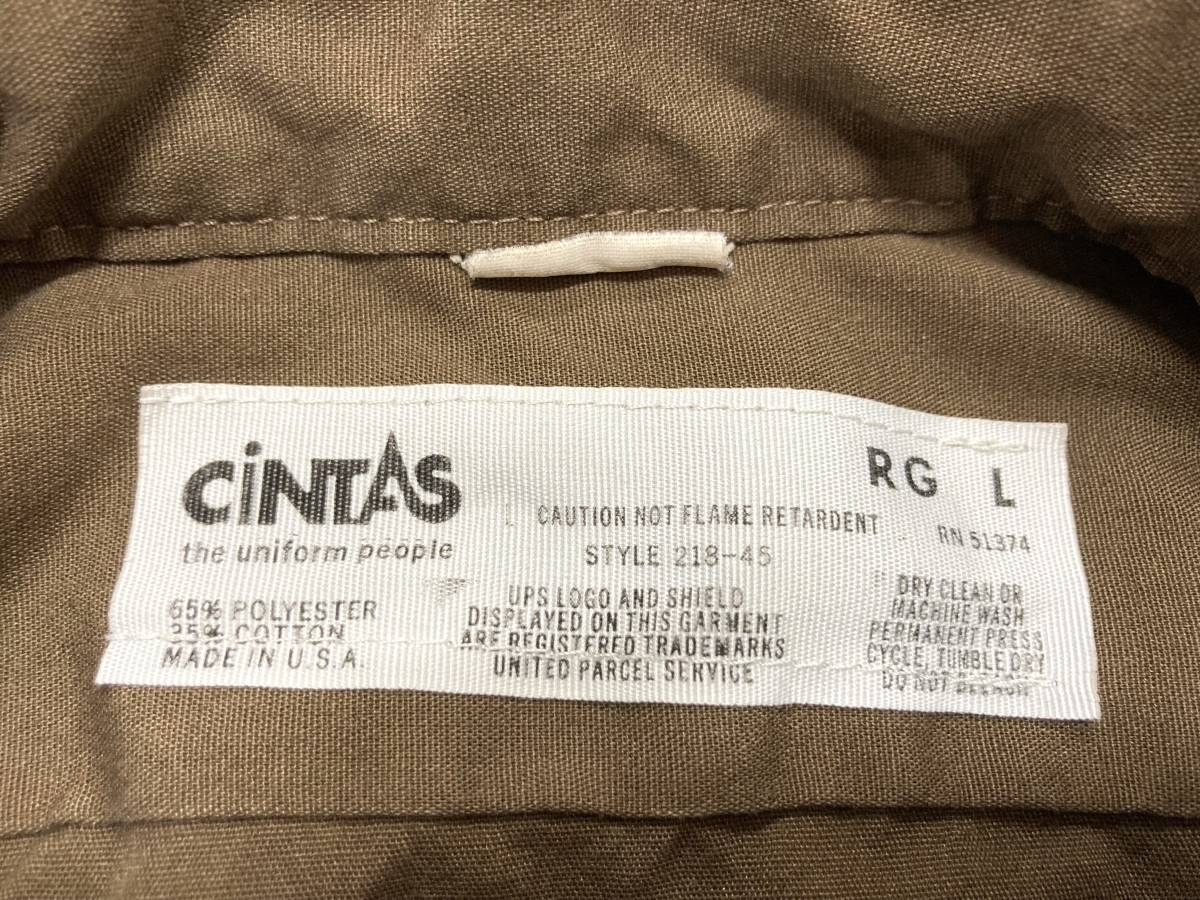 CiNTAS
the uniform people
65% POLYESTER
35% COTTON
MADE IN U.S.A.
CAUTION NOT FLAME RETARDENT
STYLE 218-45
UPS LOGO AND SHIELD
DISPLAYED ON THIS GARMENT
ARE REGISTERED TRADEMARKS
UNITED PARCEL SERVICE
RG L
RN 51374
DRY CLEAN OR
MACHINE WASH
PERMANENT PRESS
CYCLE, TUMBLE DRY
DO NOT BLEACH